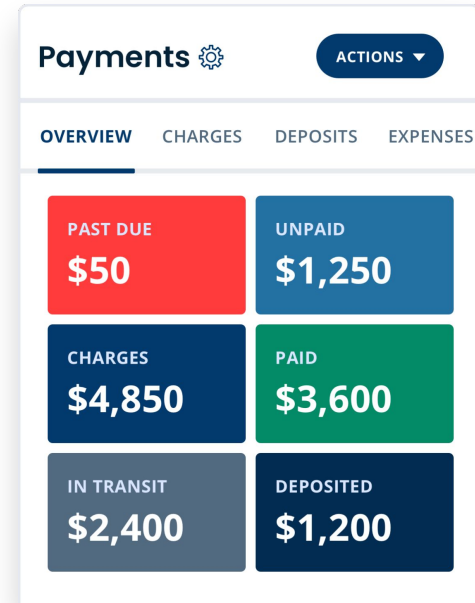 Payments
ACTIONS
OVERVIEW CHARGES DEPOSITS EXPENSES
PAST DUE
$50
UNPAID
$1,250
CHARGES
$4,850
PAID
$3,600
IN TRANSIT
$2,400
DEPOSITED
$1,200